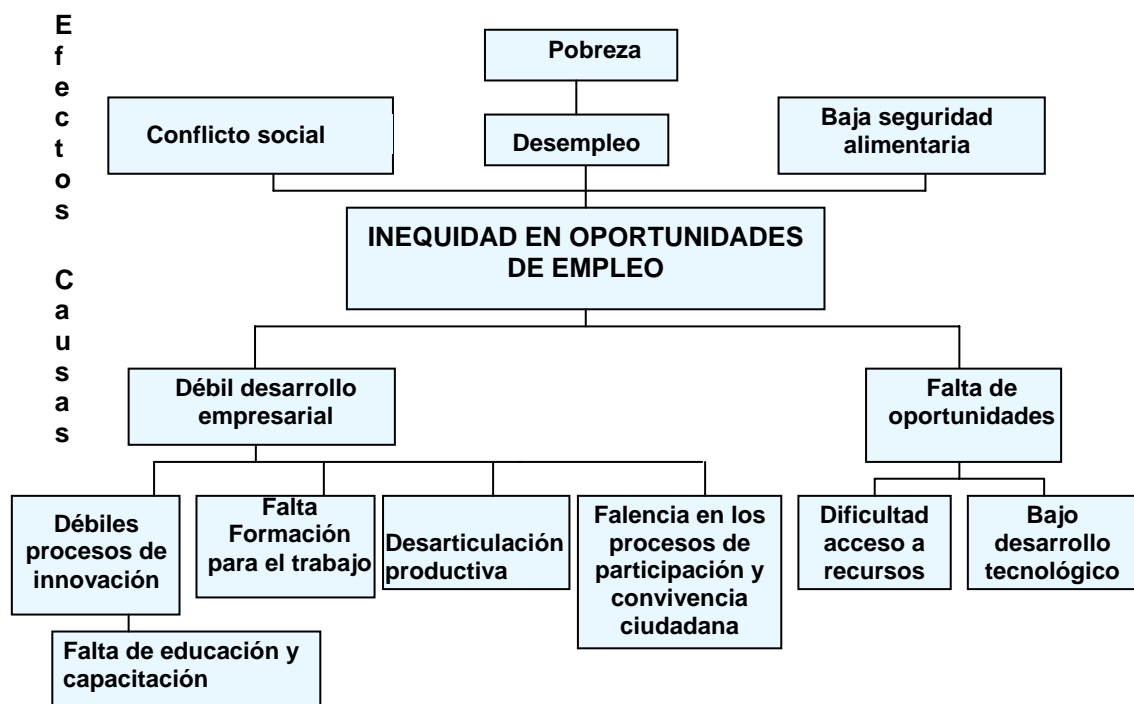 Efectos
Pobreza
Conflicto social
Desempleo
Baja seguridad
alimentaria
INEQUIDAD EN OPORTUNIDADES
DE EMPLEO
Causas
Débil desarrollo
empresarial
Falta de
oportunidades
Débiles
procesos de
innovación
Falta
Formación
para el trabajo
Desarticulación
productiva
Falencia en los
procesos de
participación y
convivencia
ciudadana
Dificultad
acceso a
recursos
Bajo
desarrollo
tecnológico
Falta de educación y
capacitación